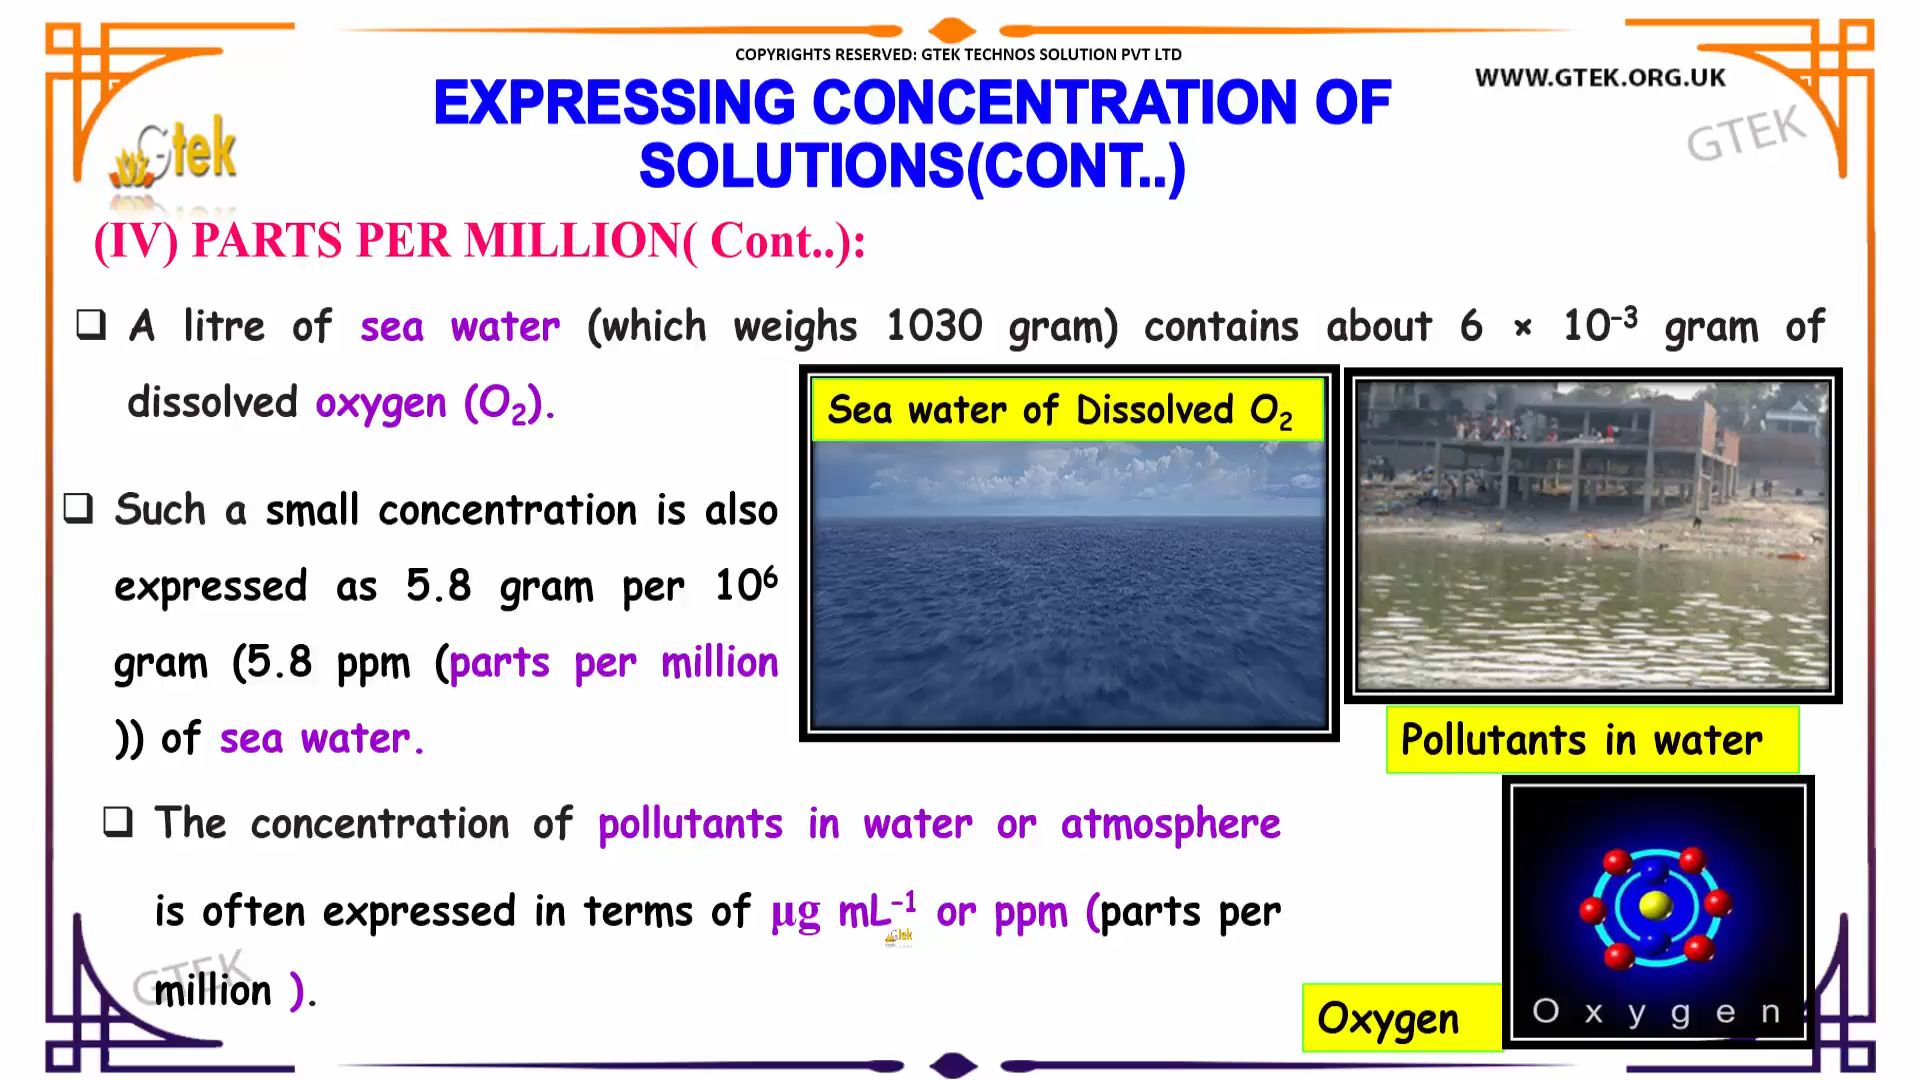 COPYRIGHTS RESERVED: GTEK TECHNOS SOLUTION PVT LTD
WWW.GTEK.ORG.UK
EXPRESSING CONCENTRATION OF
SOLUTIONS(CONT..)
Gtek
GTEK
(IV) PARTS PER MILLION( Cont..):
❑ A litre of sea water (which weighs 1030 gram) contains about 6 × 10⁻³ gram of
dissolved oxygen (O₂).
Sea water of Dissolved O₂
❑ Such a small concentration is also
expressed as 5.8 gram per 10⁶
gram (5.8 ppm (parts per million
)) of sea water.
Pollutants in water
❑ The concentration of pollutants in water or atmosphere
is often expressed in terms of μg mL⁻¹ or ppm (parts per
Gtek
million ).
GTEK
Oxygen
Oxygen